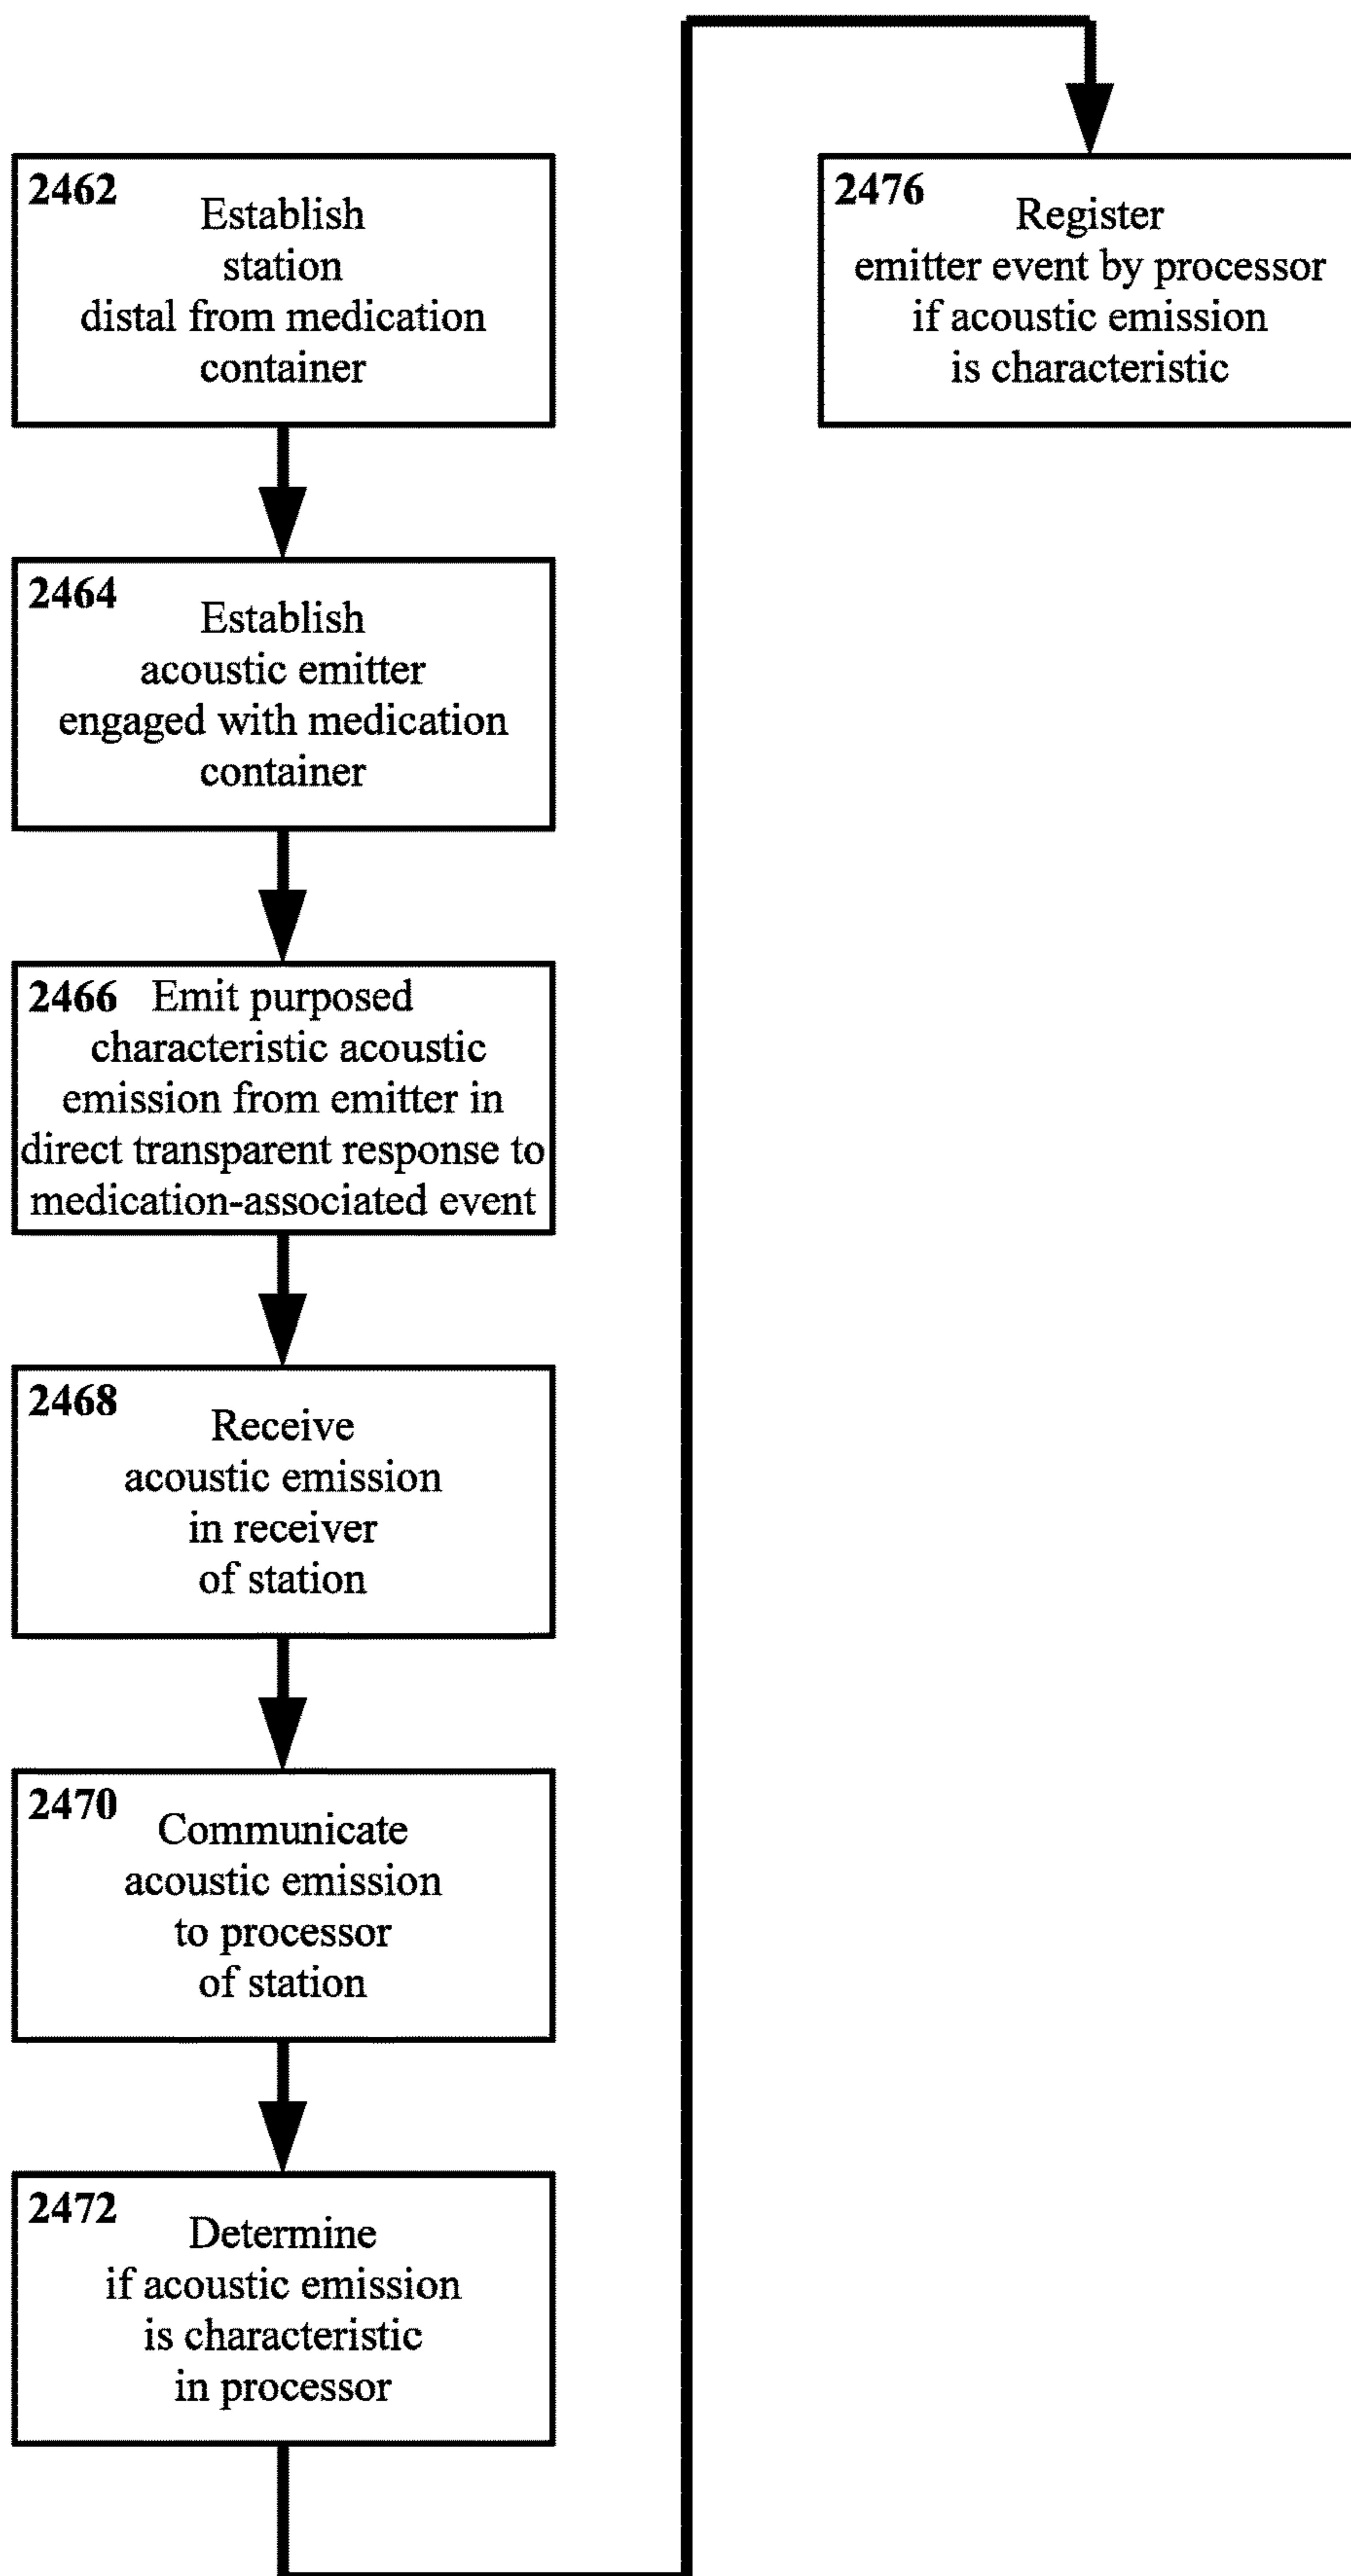 2462
Establish
station
distal from medication
container
2464
Establish
acoustic emitter
engaged with medication
container
2466 Emit purposed
characteristic acoustic
emission from emitter in
direct transparent response to
medication-associated event
2468
Receive
acoustic emission
in receiver
of station
2470
Communicate
acoustic emission
to processor
of station
2472
Determine
if acoustic emission
is characteristic
in processor
2476
Register
emitter event by processor
if acoustic emission
is characteristic